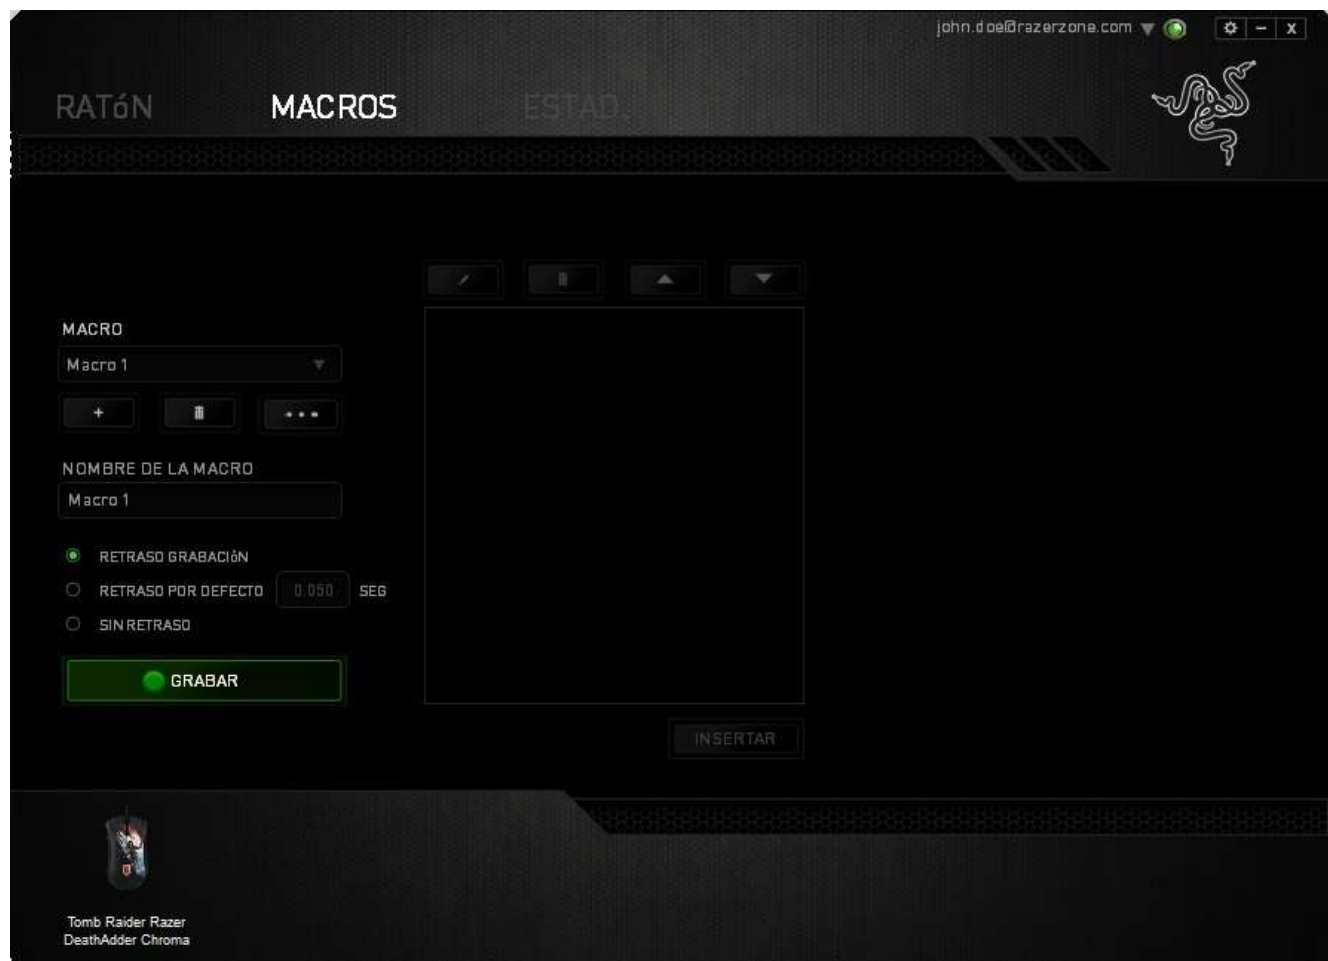 john.doe@razerzone.com
RATÓN MACROS ESTAD.
MACRO
Macro 1
NOMBRE DE LA MACRO
Macro 1
RETRASO GRABACIÓN
RETRASO POR DEFECTO 0.050 SEG
SIN RETRASO
GRABAR
INSERTAR
Tomb Raider Razer
DeathAdder Chroma